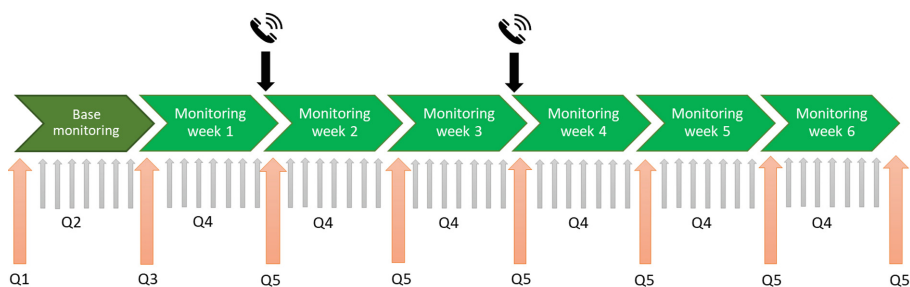 Base
monitoring
Monitoring
week 1
Monitoring
week 2
Monitoring
week 3
Monitoring
week 4
Monitoring
week 5
Monitoring
week 6
Q2
Q4
Q4
Q4
Q4
Q4
Q4
Q1
Q3
Q5
Q5
Q5
Q5
Q5
Q5